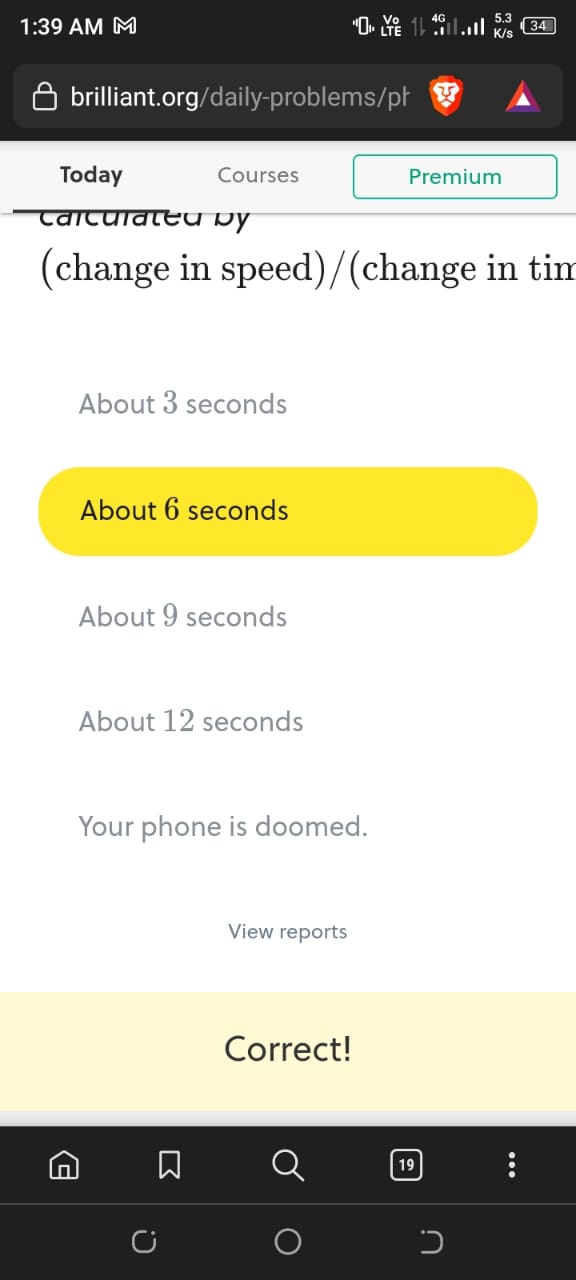 1:39 AM
Vo LTE 4G 5.3 K/s 34
brilliant.org/daily-problems/ph
Today Courses Premium
calculated by
(change in speed)/(change in tim
About 3 seconds
About 6 seconds
About 9 seconds
About 12 seconds
Your phone is doomed.
View reports
Correct!
19